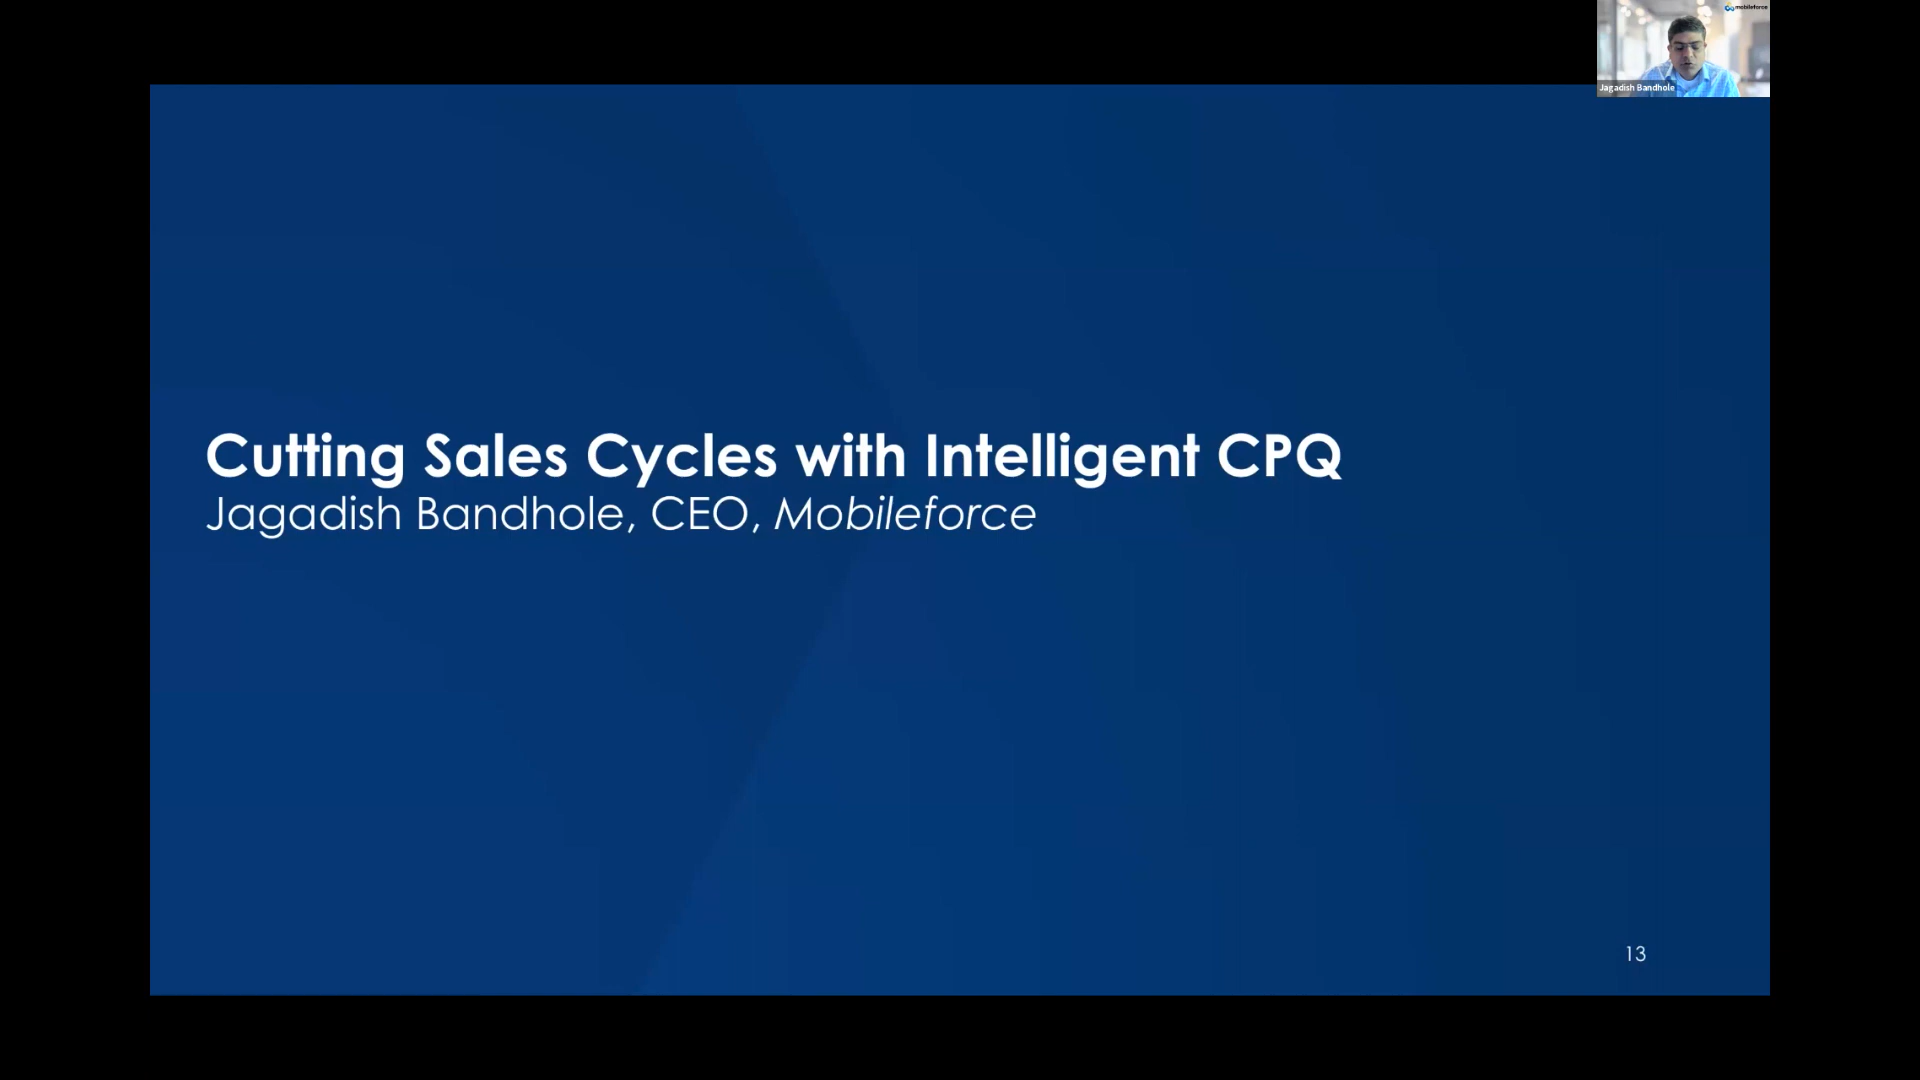 mobileforce
Jagadish Bandhole
Cutting Sales Cycles with Intelligent CPQ
Jagadish Bandhole, CEO, Mobileforce
13